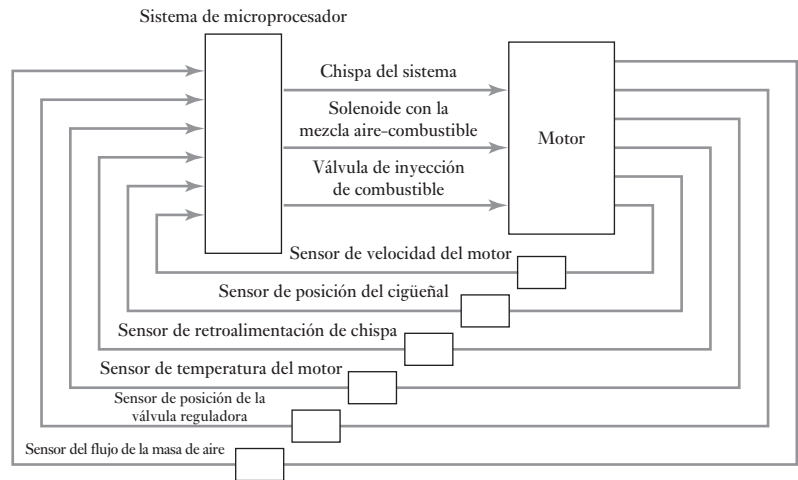 Sistema de microprocesador
Chispa del sistema
Solenoide con la
mezcla aire-combustible
Motor
Válvula de inyección
de combustible
Sensor de velocidad del motor
Sensor de posición del cigüeñal
Sensor de retroalimentación de chispa
Sensor de temperatura del motor
Sensor de posición de la
válvula reguladora
Sensor del flujo de la masa de aire